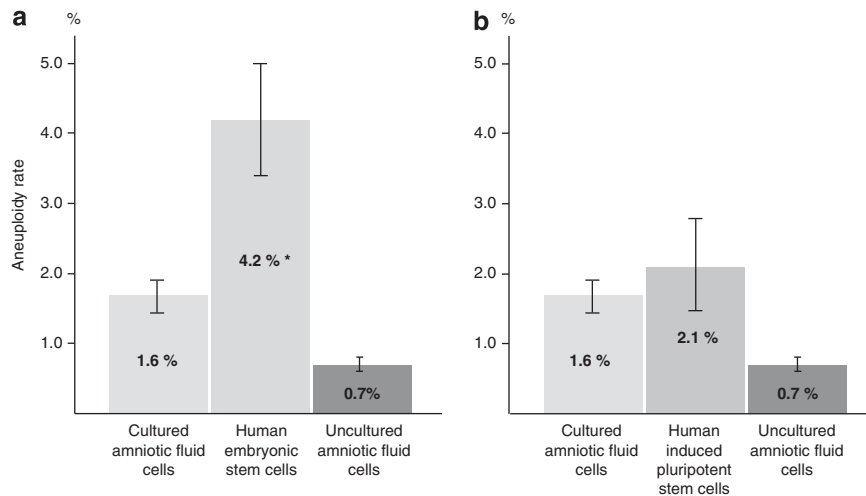 a
%
5.0
4.0
3.0
2.0
1.0
Aneuploidy rate
1.6 %
4.2 % *
0.7%
Cultured
amniotic fluid
cells
Human
embryonic
stem cells
Uncultured
amniotic fluid
cells
b
%
5.0
4.0
3.0
2.0
1.0
1.6 %
2.1 %
0.7 %
Cultured
amniotic fluid
cells
Human
induced
pluripotent
stem cells
Uncultured
amniotic fluid
cells